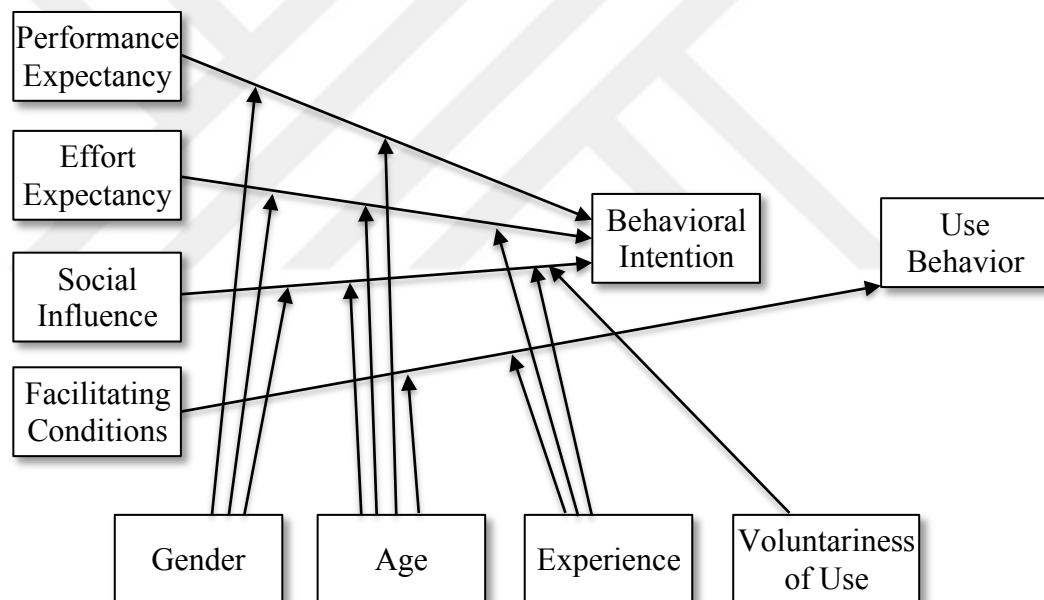 Performance
Expectancy
Effort
Expectancy
Social
Influence
Facilitating
Conditions
Behavioral
Intention
Use
Behavior
Gender
Age
Experience
Voluntariness
of Use